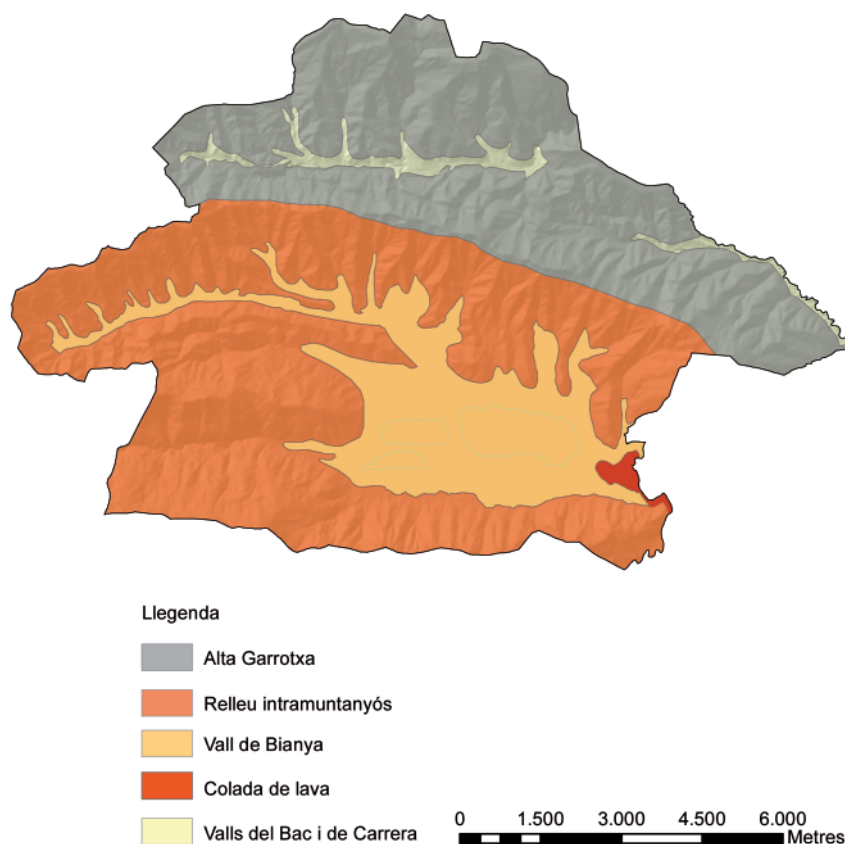 Llegenda
Alta Garrotxa
Relleu intramuntanyós
Vall de Bianya
Colada de lava
Valls del Bac i de Carrera
0 1.500 3.000 4.500 6.000
Metres